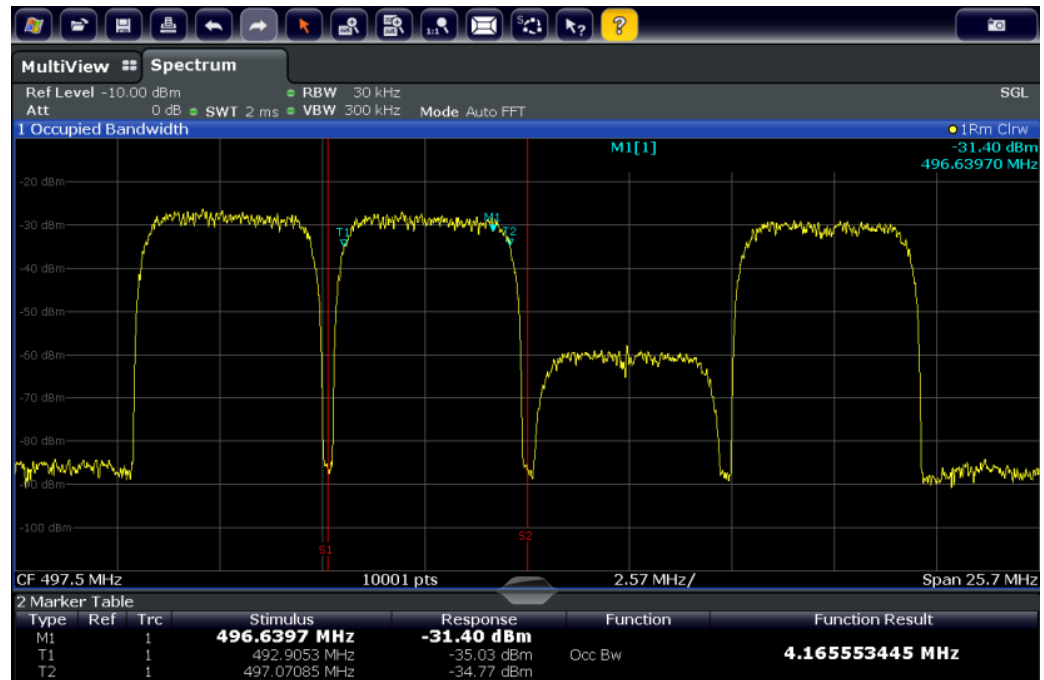 1:1
S
?
?
MultiView Spectrum
Ref Level -10.00 dBm RBW 30 kHz SGL
Att 0 dB SWT 2 ms VBW 300 kHz Mode Auto FFT
1 Occupied Bandwidth 1Rm Clrw
M1[1] -31.40 dBm
496.63970 MHz
-20 dBm
-30 dBm
M1
T1
T2
-40 dBm
-50 dBm
-60 dBm
-70 dBm
-80 dBm
-90 dBm
-100 dBm
S1
S2
CF 497.5 MHz 10001 pts 2.57 MHz/ Span 25.7 MHz
2 Marker Table
Type Ref Trc Stimulus Response Function Function Result
M1 1 496.6397 MHz -31.40 dBm
T1 1 492.9053 MHz -35.03 dBm Occ Bw 4.165553445 MHz
T2 1 497.07085 MHz -34.77 dBm